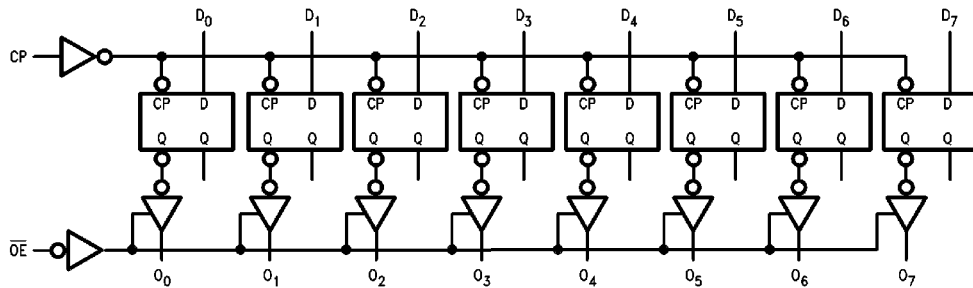 D0 D1 D2 D3 D4 D5 D6 D7
CP
CP D CP D CP D CP D CP D CP D CP D CP D
Q Q Q Q Q Q Q Q Q Q Q Q Q Q Q Q
O̅E̅
O0 O1 O2 O3 O4 O5 O6 O7